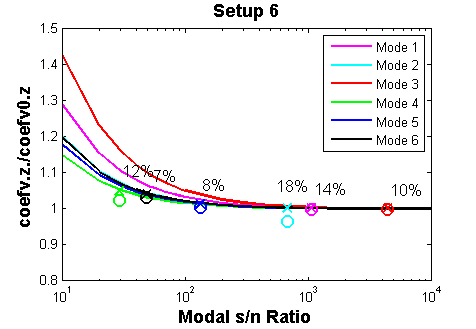 Setup 6
coefv.z./coefv0.z
1.5
1.4
1.3
1.2
1.1
1
0.9
0.8
Mode 1
Mode 2
Mode 3
Mode 4
Mode 5
Mode 6
12%
7%
8%
18%
14%
10%
10^1
10^2
10^3
10^4
Modal s/n Ratio